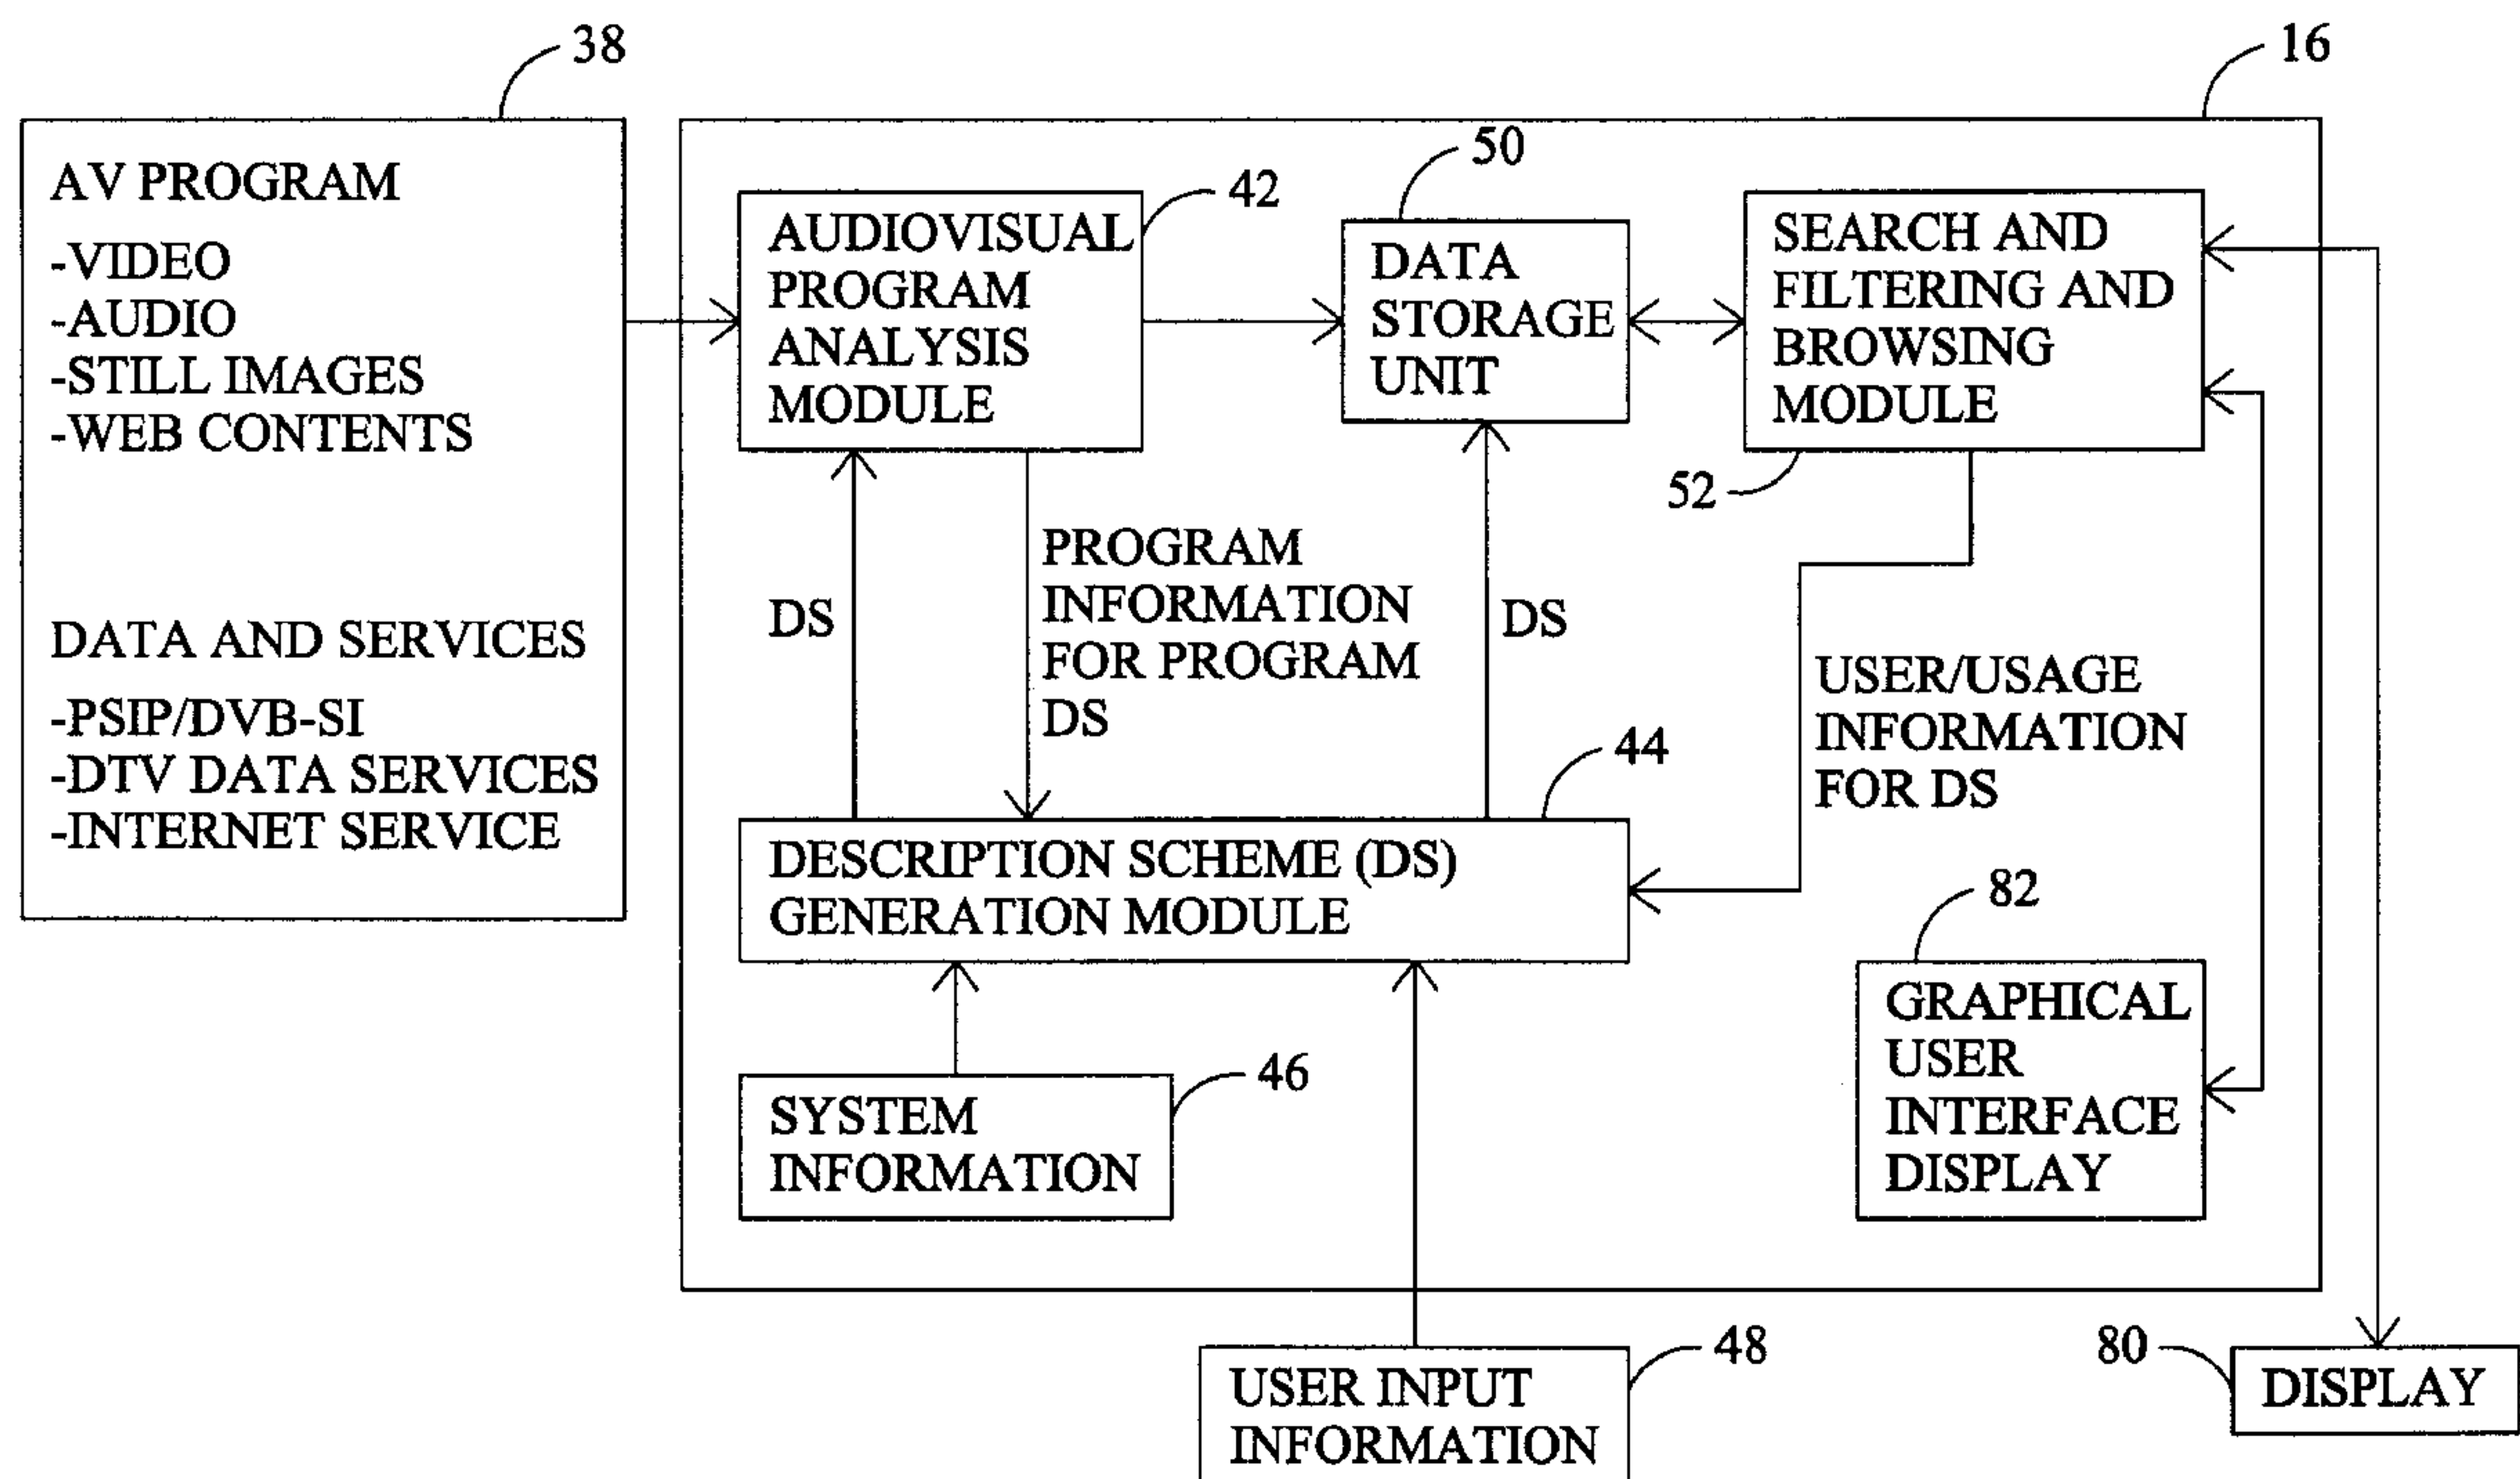 38
16
AV PROGRAM
-VIDEO
-AUDIO
-STILL IMAGES
-WEB CONTENTS
DATA AND SERVICES
-PSIP/DVB-SI
-DTV DATA SERVICES
-INTERNET SERVICE
42
AUDIOVISUAL
PROGRAM
ANALYSIS
MODULE
50
DATA
STORAGE
UNIT
SEARCH AND
FILTERING AND
BROWSING
MODULE
52
DS
PROGRAM
INFORMATION
FOR PROGRAM
DS
DS
USER/USAGE
INFORMATION
FOR DS
44
DESCRIPTION SCHEME (DS)
GENERATION MODULE
82
GRAPHICAL
USER
INTERFACE
DISPLAY
46
SYSTEM
INFORMATION
48
USER INPUT
INFORMATION
80
DISPLAY